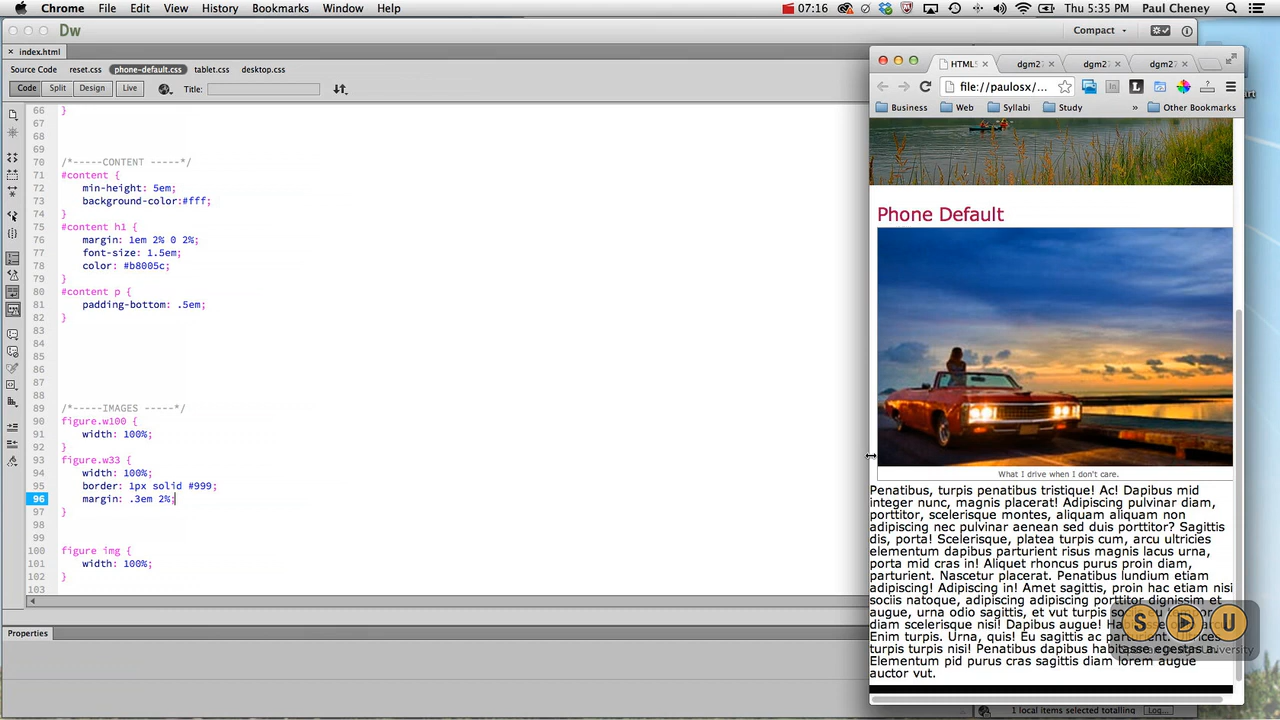 Chrome File Edit View History Bookmarks Window Help 07:16 Thu 5:35 PM Paul Cheney
Dw Compact
index.html
Source Code reset.css phone-default.css tablet.css desktop.css
Code Split Design Live Title:
66 }
67
68
69
70 /*-----CONTENT -----*/
71 #content {
72 min-height: 5em;
73 background-color:#fff;
74 }
75 #content h1 {
76 margin: 1em 2% 0 2%;
77 font-size: 1.5em;
78 color: #b8005c;
79 }
80 #content p {
81 padding-bottom: .5em;
82 }
83
84
85
86
87
88
89 /*-----IMAGES -----*/
90 figure.w100 {
91 width: 100%;
92 }
93 figure.w33 {
94 width: 100%;
95 border: 1px solid #999;
96 margin: .3em 2%;
97 }
98
99
100 figure img {
101 width: 100%;
102 }
103
Properties
HTML5 dgm2 dgm2 dgm2
file://paulosx/...
Business Web Syllabi Study » Other Bookmarks
Phone Default
What I drive when I don't care.
Penatibus, turpis penatibus tristique! Ac! Dapibus mid
integer nunc, magnis placerat! Adipiscing pulvinar diam,
porttitor, scelerisque montes, aliquam aliquam non
adipiscing nec pulvinar aenean sed duis porttitor? Sagittis
dis, porta! Scelerisque, platea turpis cum, arcu ultricies
elementum dapibus parturient risus magnis lacus urna,
porta mid cras in! Aliquet rhoncus purus proin diam,
parturient. Nascetur placerat. Penatibus lundium etiam
adipiscing! Adipiscing in! Amet sagittis, proin hac etiam nisi
sociis natoque, adipiscing adipiscing porttitor dignissim et
augue, urna odio sagittis, et vut turpis
diam scelerisque nisi! Dapibus augue!
Enim turpis. Urna, quis! Eu sagittis ac parturient.
turpis turpis nisi! Penatibus dapibus habitasse egestas a.
Elementum pid purus cras sagittis diam lorem augue
auctor vut.
S D U
University
1 local items selected totalling Log...